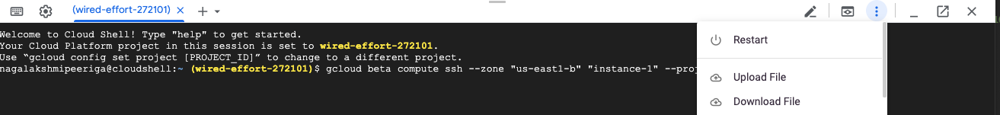 (wired-effort-272101)
Welcome to Cloud Shell! Type "help" to get started.
Your Cloud Platform project in this session is set to wired-effort-272101.
Use “gcloud config set project [PROJECT_ID]” to change to a different project.
nagalakshmipeeriga@cloudshell:~ (wired-effort-272101)$ gcloud beta compute ssh --zone "us-east1-b" "instance-1" --proj
Restart
Upload File
Download File